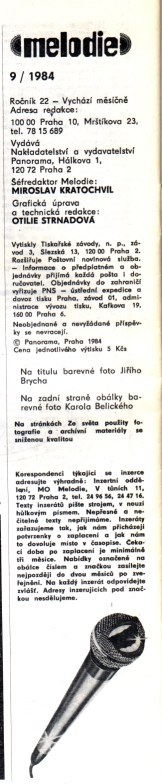 melodie
9 / 1984
Ročník 22 – Vychází měsíčně
Adresa redakce:
100 00 Praha 10, Mrštíkova 23,
tel. 78 15 689
Vydává
Nakladatelství a vydavatelství
Panorama, Hálkova 1,
120 72 Praha 2
Šéfredaktor Melodie:
MIROSLAV KRATOCHVIL
Grafická úprava
a technická redakce:
OTILIE STRNADOVÁ
Vytiskly Tiskařské závody, n. p., zá-
vod 3, Slezská 13, 120 00 Praha 2.
Rozšiřuje Poštovní novinová služba.
– Informace o předplatném a ob-
jednávky přijímá každá pošta i do-
ručovatel. Objednávky do zahraničí
vyřizuje PNS – ústřední expedice a
dovoz tisku Praha, závod 01, admi-
nistrace vývozu tisku, Kafkova 19,
160 00 Praha 6.
Neobjednané a nevyžádané příspěv-
ky se nevracejí.
© Panorama, Praha 1984
Cena jednotlivého výtisku 5 Kčs
Na titulu barevné foto Jiřího
Brycha
Na zadní straně obálky ba-
revné foto Karola Belického
Na stránkách Ze světa použity fo-
tografie a archivní materiály se
sníženou kvalitou
Korespondenci týkající se inzerce
adresujte výhradně: Inzertní oddě-
lení, MO Melodie, V tůních 11,
120 72 Praha 2, tel. 24 96 56, 24 47 16.
Texty inzerátů pište strojem, v nouzi
hůlkovým písmem. Nepřesné a ne-
čitelné texty nepřijímáme. Inzeráty
zařazujeme tak, jak nám přicházejí
potvrzenky o zaplacení a jak nám
to dovoluje místo v časopise. Čeka-
cí doba po zaplacení je minimálně
tři měsíce. Nabídky označené na
obálce číslem a značkou zasílejte
nejpozději do dvou měsíců po zve-
řejnění. Na každý inzerát odpovídejte
zvlášť. Adresy inzerujících pod znač-
kou nesdělujeme.